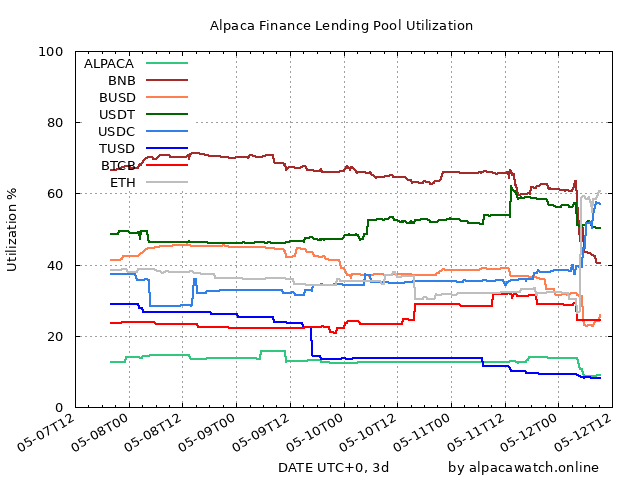 Alpaca Finance Lending Pool Utilization
100
80
60
40
20
0
Utilization %
ALPACA
BNB
BUSD
USDT
USDC
TUSD
BTCB
ETH
05-07T12
05-08T00
05-08T12
05-09T00
05-09T12
05-10T00
05-10T12
05-11T00
05-11T12
05-12T00
05-12T12
DATE UTC+0, 3d
by alpacawatch.online